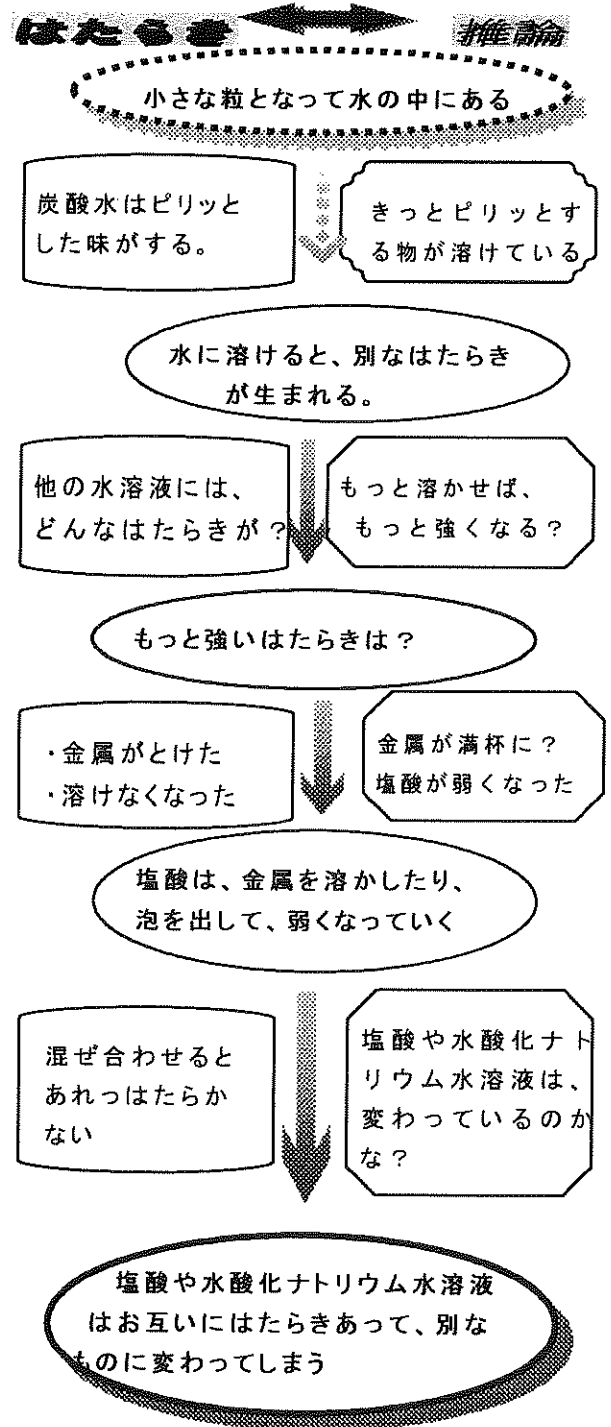 はたらき
推論
小さな粒となって水の中にある
炭酸水はピリッと
した味がする。
きっとピリッとす
る物が溶けている
水に溶けると、別なはたらき
が生まれる。
他の水溶液には、
どんなはたらきが？
もっと溶かせば、
もっと強くなる？
もっと強いはたらきは？
・金属がとけた
・溶けなくなった
金属が満杯に？
塩酸が弱くなった
塩酸は、金属を溶かしたり、
泡を出して、弱くなっていく
混ぜ合わせると
あれっはたらか
ない
塩酸や水酸化ナト
リウム水溶液は、
変わっているのか
な？
塩酸や水酸化ナトリウム水溶液
はお互いにはたらきあって、別な
ものに変わってしまう